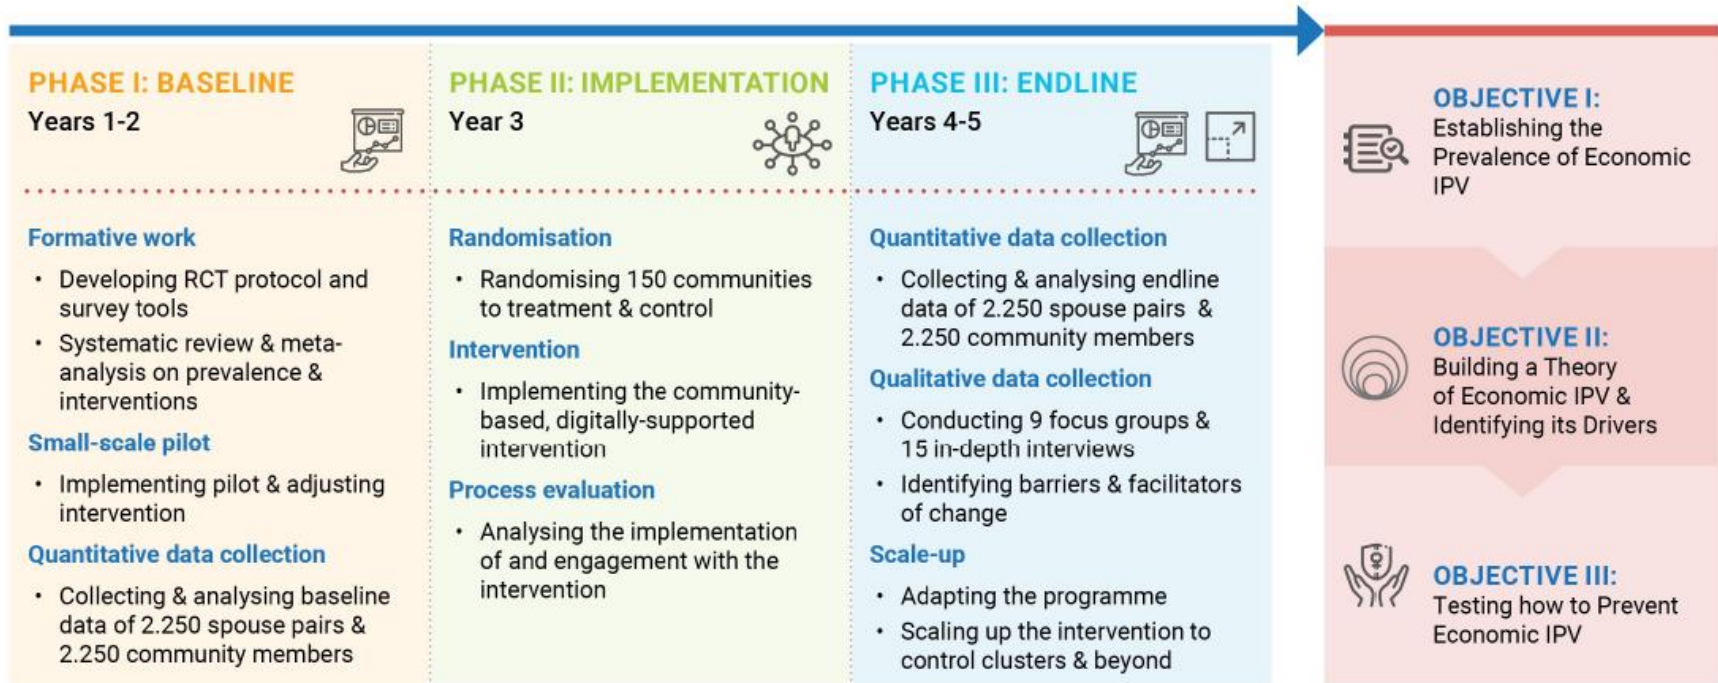 PHASE I: BASELINE
Years 1-2
Formative work
• Developing RCT protocol and
survey tools
• Systematic review & meta-
analysis on prevalence &
interventions
Small-scale pilot
• Implementing pilot & adjusting
intervention
Quantitative data collection
• Collecting & analysing baseline
data of 2.250 spouse pairs &
2.250 community members
PHASE II: IMPLEMENTATION
Year 3
Randomisation
• Randomising 150 communities
to treatment & control
Intervention
• Implementing the community-
based, digitally-supported
intervention
Process evaluation
• Analysing the implementation
of and engagement with the
intervention
PHASE III: ENDLINE
Years 4-5
Quantitative data collection
• Collecting & analysing endline
data of 2.250 spouse pairs &
2.250 community members
Qualitative data collection
• Conducting 9 focus groups &
15 in-depth interviews
• Identifying barriers & facilitators
of change
Scale-up
• Adapting the programme
• Scaling up the intervention to
control clusters & beyond
OBJECTIVE I:
Establishing the
Prevalence of Economic
IPV
OBJECTIVE II:
Building a Theory
of Economic IPV &
Identifying its Drivers
OBJECTIVE III:
Testing how to Prevent
Economic IPV